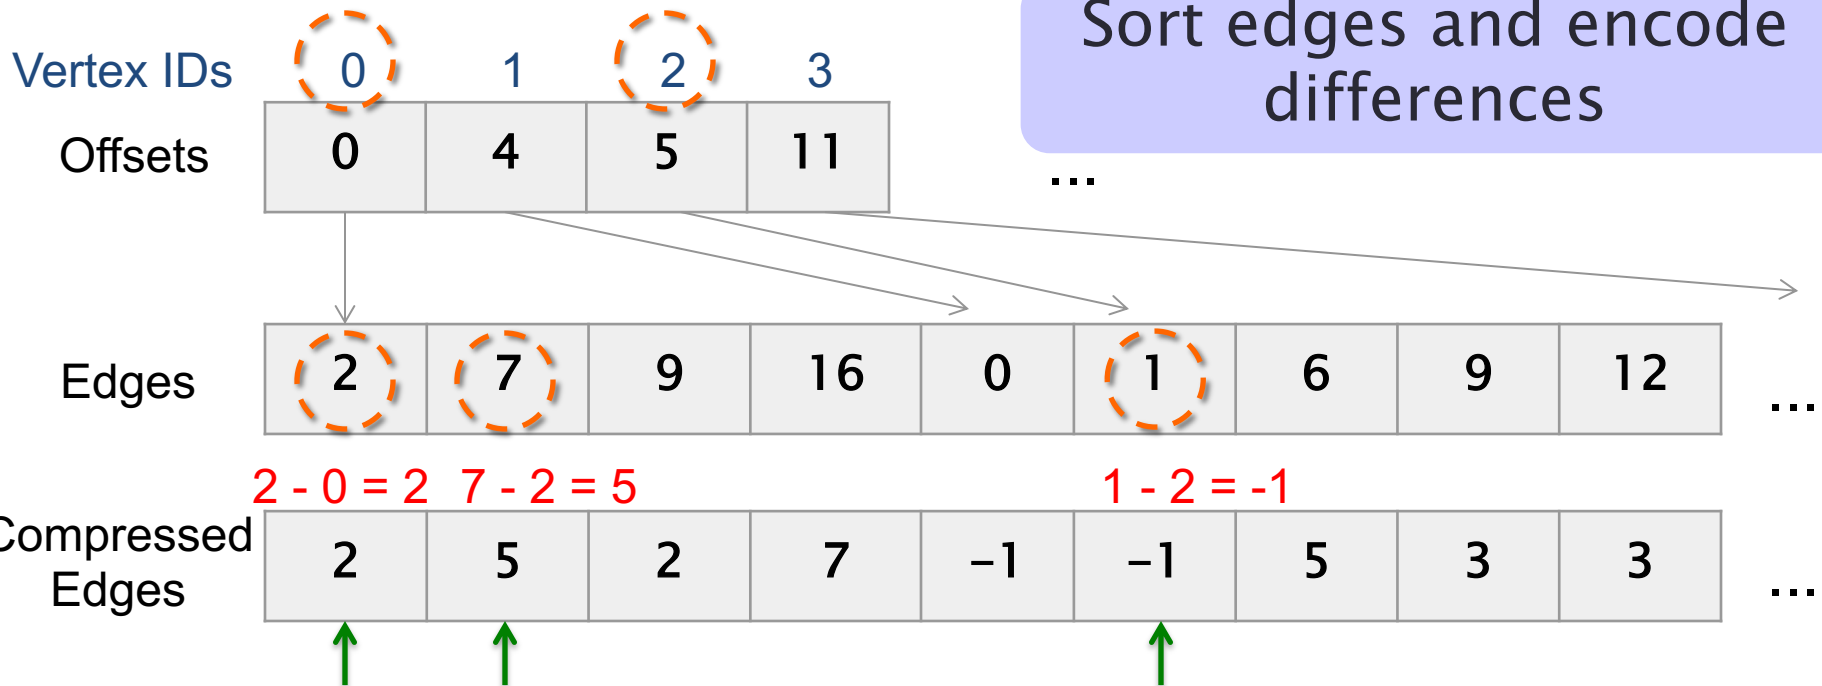 Sort edges and encode
differences
Vertex IDs 0 1 2 3
Offsets 0 4 5 11 ...
Edges 2 7 9 16 0 1 6 9 12 ...
2 - 0 = 2 7 - 2 = 5 1 - 2 = -1
Compressed
Edges 2 5 2 7 –1 –1 5 3 3 ...